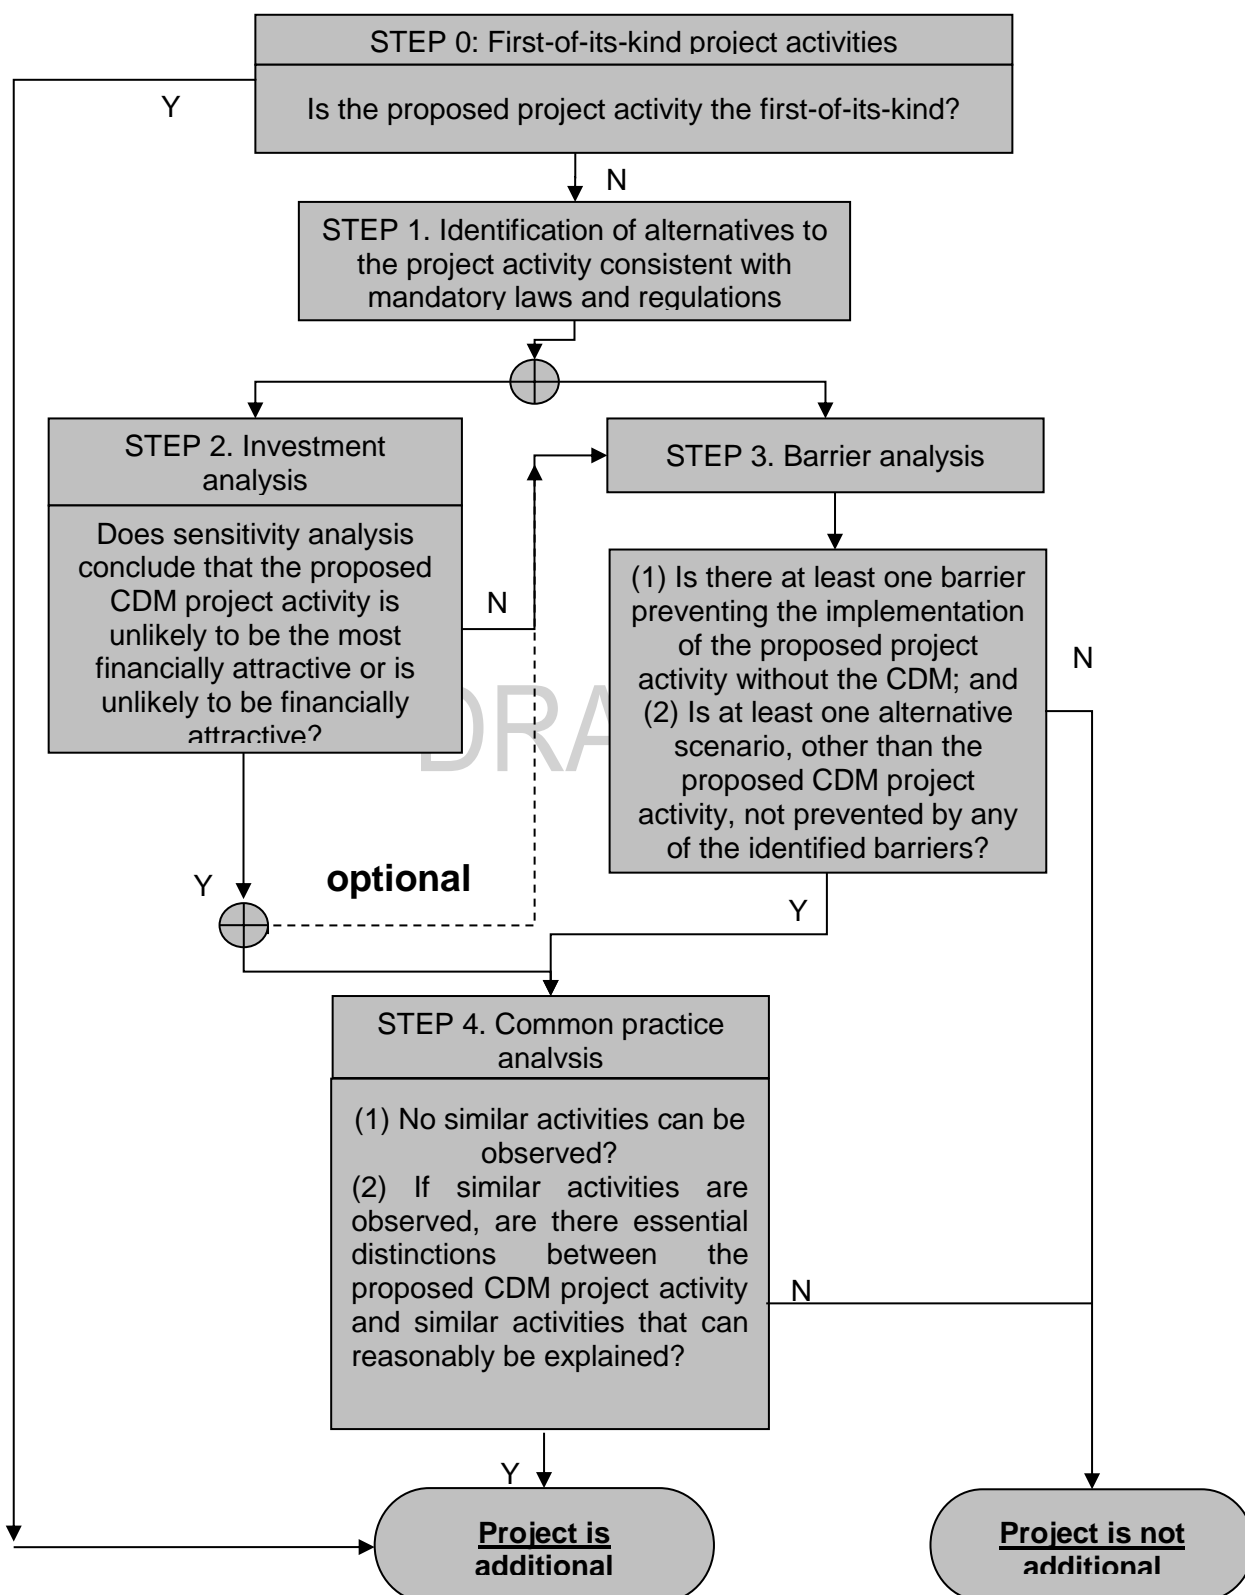 STEP 0: First-of-its-kind project activities
Y
Is the proposed project activity the first-of-its-kind?
N
STEP 1. Identification of alternatives to
the project activity consistent with
mandatory laws and regulations
STEP 2. Investment
analysis
Does sensitivity analysis
conclude that the proposed
CDM project activity is
unlikely to be the most
financially attractive or is
unlikely to be financially
attractive?
N
STEP 3. Barrier analysis
(1) Is there at least one barrier
preventing the implementation
of the proposed project
activity without the CDM; and
(2) Is at least one alternative
scenario, other than the
proposed CDM project
activity, not prevented by any
of the identified barriers?
N
DRA
Y
optional
Y
STEP 4. Common practice
analysis
(1) No similar activities can be
observed?
(2) If similar activities are
observed, are there essential
distinctions between the
proposed CDM project activity
and similar activities that can
reasonably be explained?
N
Y
Project is
additional
Project is not
additional